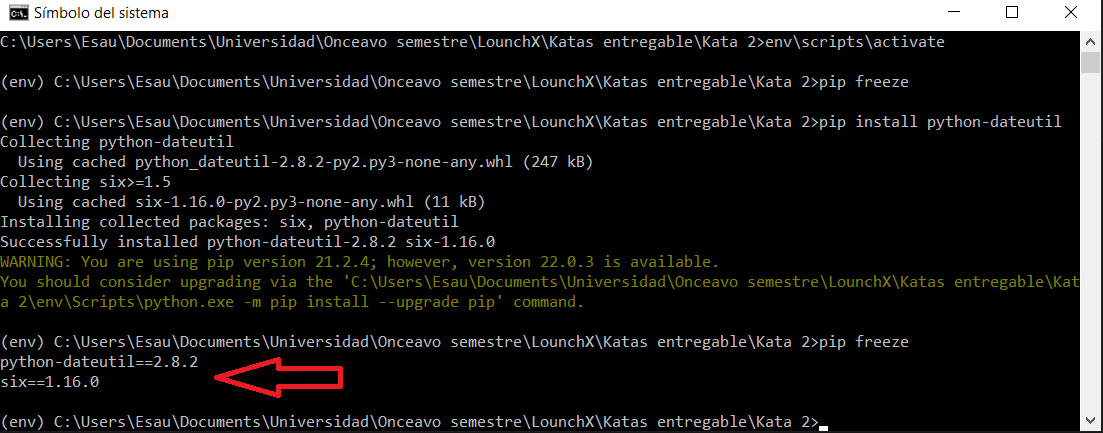 Símbolo del sistema
C:\Users\Esau\Documents\Universidad\Onceavo semestre\LounchX\Katas entregable\Kata 2>env\scripts\activate
(env) C:\Users\Esau\Documents\Universidad\Onceavo semestre\LounchX\Katas entregable\Kata 2>pip freeze
(env) C:\Users\Esau\Documents\Universidad\Onceavo semestre\LounchX\Katas entregable\Kata 2>pip install python-dateutil
Collecting python-dateutil
  Using cached python_dateutil-2.8.2-py2.py3-none-any.whl (247 kB)
Collecting six>=1.5
  Using cached six-1.16.0-py2.py3-none-any.whl (11 kB)
Installing collected packages: six, python-dateutil
Successfully installed python-dateutil-2.8.2 six-1.16.0
WARNING: You are using pip version 21.2.4; however, version 22.0.3 is available.
You should consider upgrading via the 'C:\Users\Esau\Documents\Universidad\Onceavo semestre\LounchX\Katas entregable\Kat
a 2\env\Scripts\python.exe -m pip install --upgrade pip' command.
(env) C:\Users\Esau\Documents\Universidad\Onceavo semestre\LounchX\Katas entregable\Kata 2>pip freeze
python-dateutil==2.8.2
six==1.16.0
(env) C:\Users\Esau\Documents\Universidad\Onceavo semestre\LounchX\Katas entregable\Kata 2>